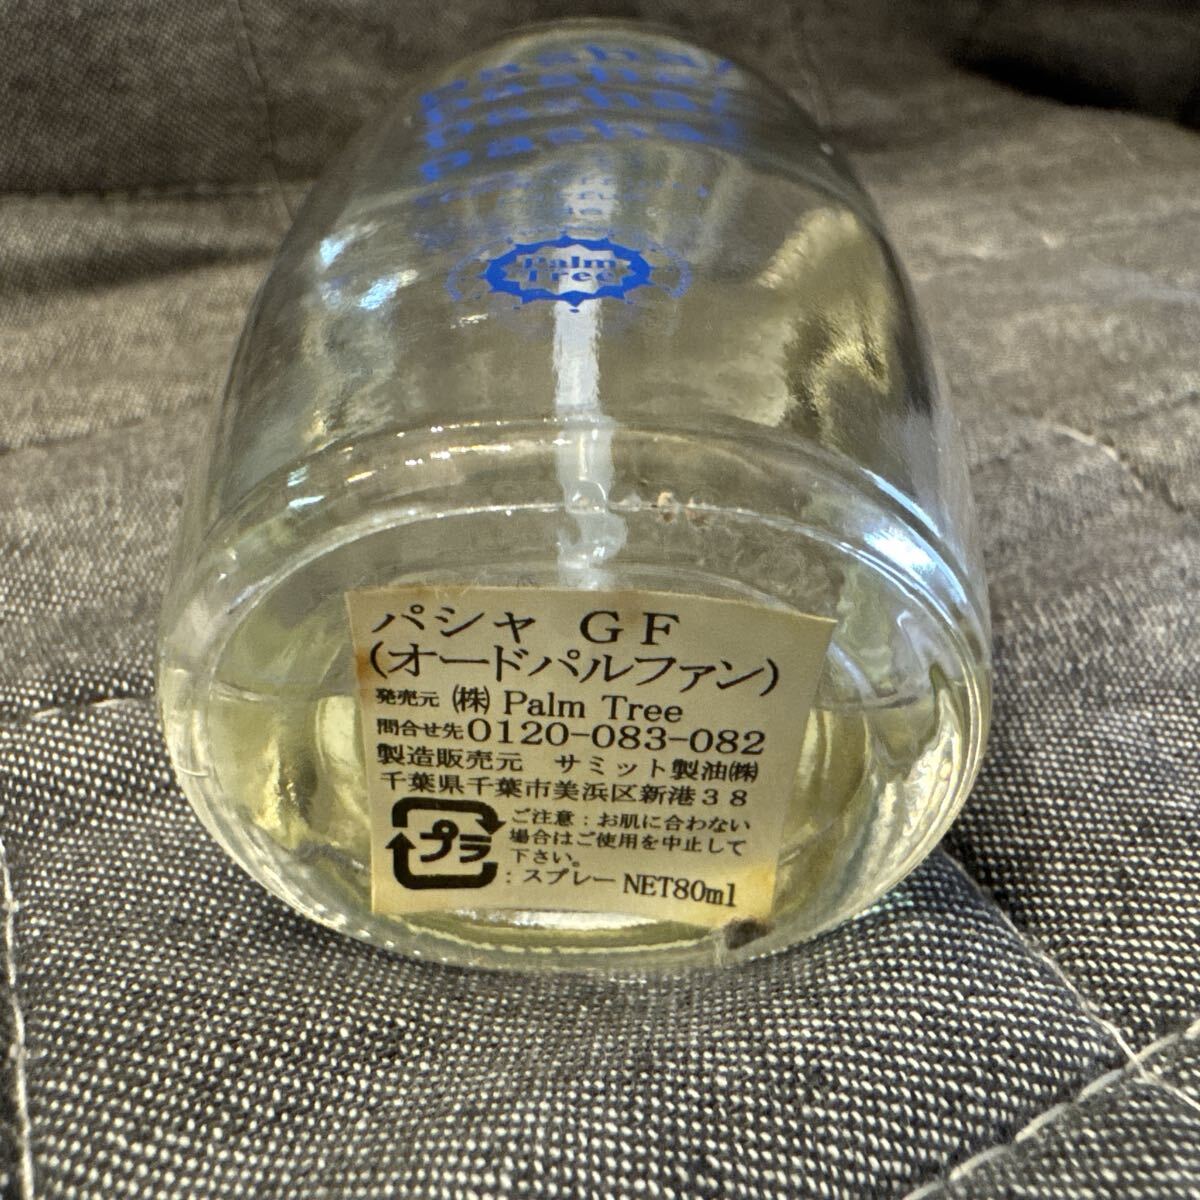 pasha!
pasha!
pasha!
pasha!
Palm
Tree
パシャ GF
(オードパルファン)
発売元 (株) Palm Tree
問合せ先 0120-083-082
製造販売元 サミット製油㈱
千葉県千葉市美浜区新港38
プラ
ご注意:お肌に合わない
場合はご使用を中止して
下さい。
:スプレー NET80ml